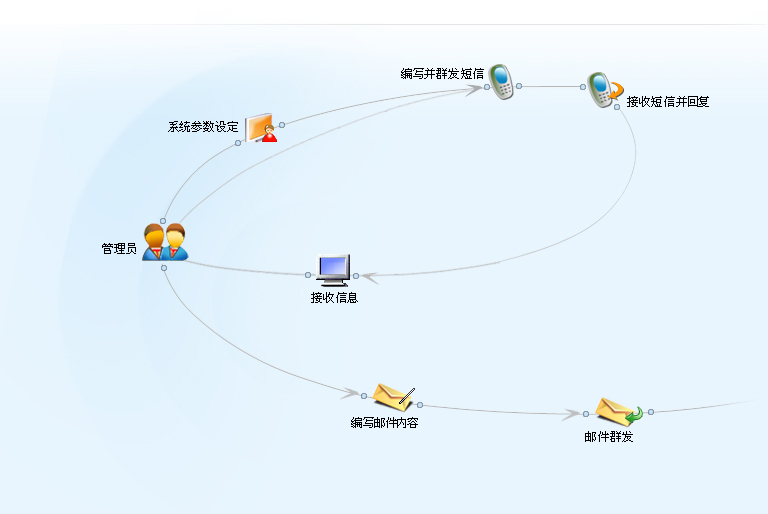 编写并群发短信
接收短信并回复
系统参数设定
管理员
接收信息
编写邮件内容
邮件群发